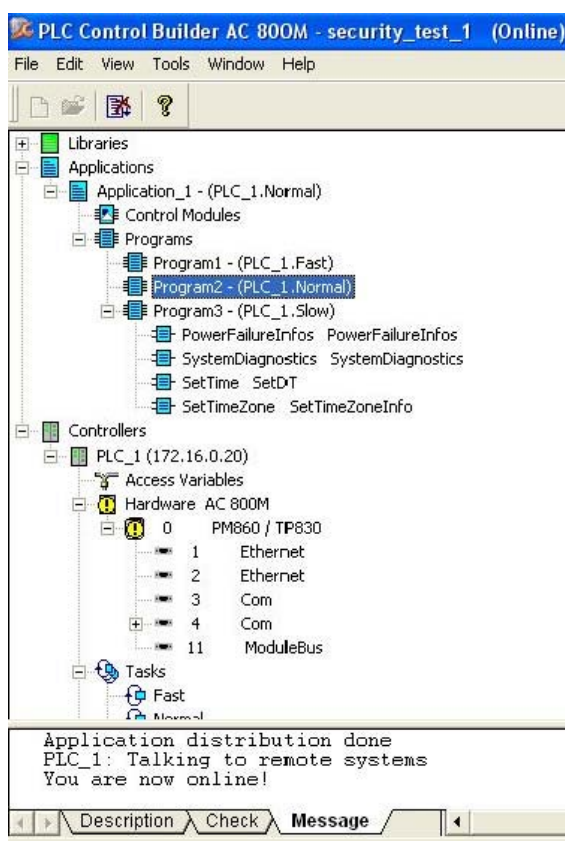 PLC Control Builder AC 800M - security_test_1 (Online)
File Edit View Tools Window Help
Libraries
Applications
Application_1 - (PLC_1.Normal)
Control Modules
Programs
Program1 - (PLC_1.Fast)
Program2 - (PLC_1.Normal)
Program3 - (PLC_1.Slow)
PowerFailureInfos PowerFailureInfos
SystemDiagnostics SystemDiagnostics
SetTime SetDT
SetTimeZone SetTimeZoneInfo
Controllers
PLC_1 (172.16.0.20)
Access Variables
Hardware AC 800M
0 PM860 / TP830
1 Ethernet
2 Ethernet
3 Com
4 Com
11 ModuleBus
Tasks
Fast
Normal
Application distribution done
PLC_1: Talking to remote systems
You are now online!
Description Check Message